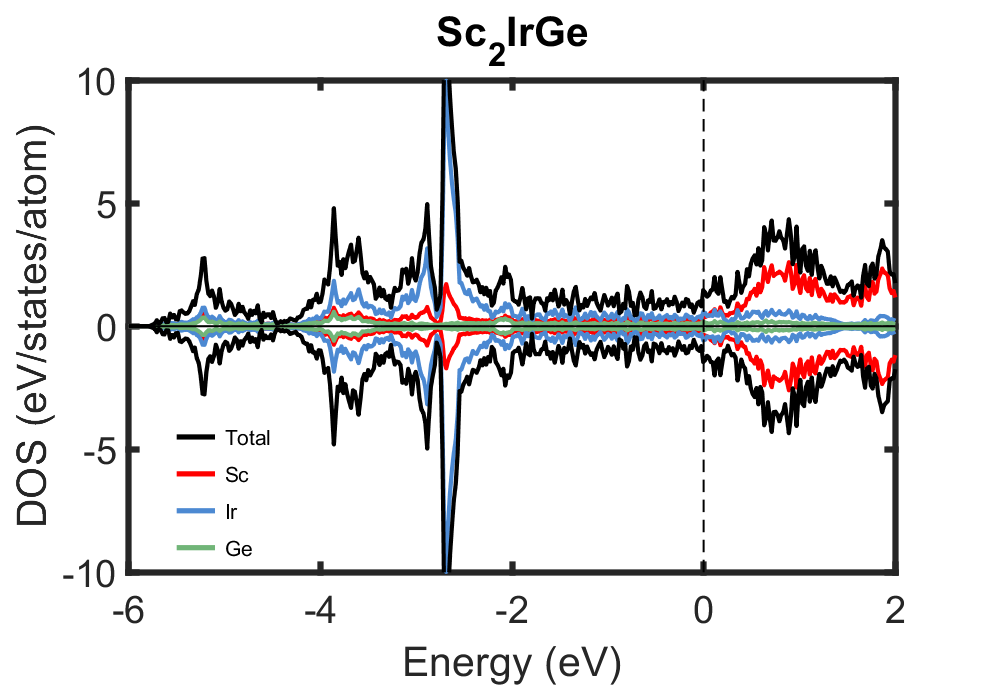 Sc₂IrGe
10
5
0
-5
-10
DOS (eV/states/atom)
Total
Sc
Ir
Ge
-6 -4 -2 0 2
Energy (eV)